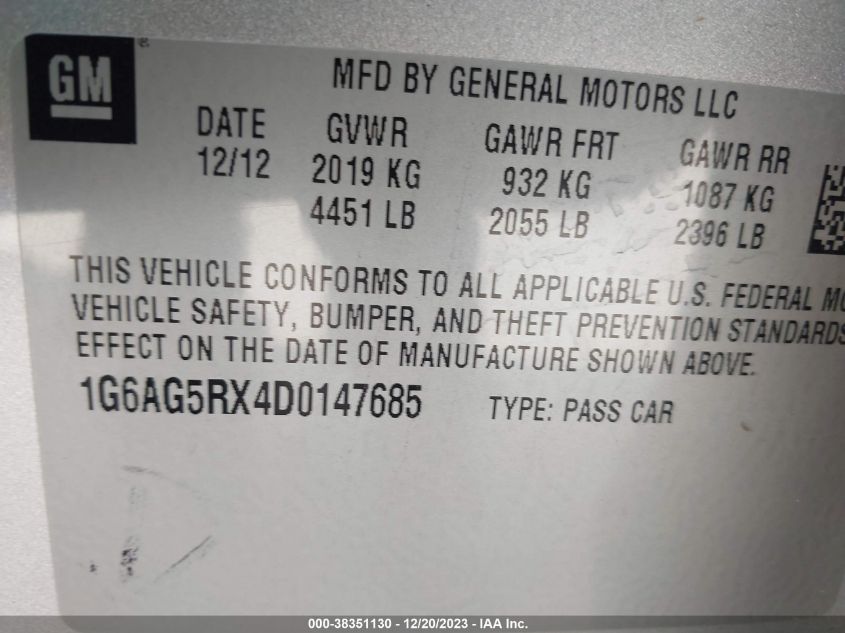 GM ®
MFD BY GENERAL MOTORS LLC
DATE GVWR GAWR FRT GAWR RR
12/12 2019 KG 932 KG 1087 KG
4451 LB 2055 LB 2396 LB
THIS VEHICLE CONFORMS TO ALL APPLICABLE U.S. FEDERAL MO
VEHICLE SAFETY, BUMPER, AND THEFT PREVENTION STANDARDS
EFFECT ON THE DATE OF MANUFACTURE SHOWN ABOVE.
1G6AG5RX4D0147685 TYPE: PASS CAR
000-38351130 - 12/20/2023 - IAA Inc.